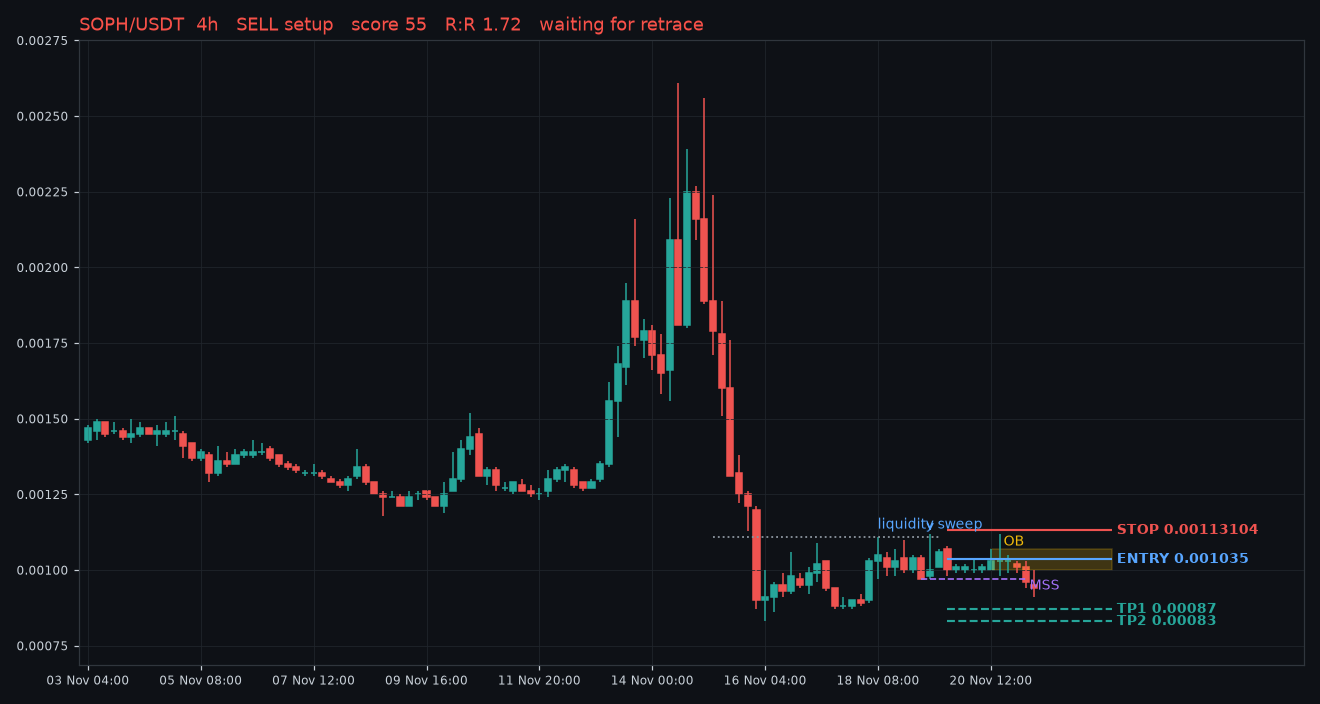 SOPH/USDT 4h SELL setup score 55 R:R 1.72 waiting for retrace
0.00275
0.00250
0.00225
0.00200
0.00175
0.00150
0.00125
0.00100
0.00075
liquidity sweep
STOP 0.00113104
OB
ENTRY 0.001035
MSS
TP1 0.00087
TP2 0.00083
03 Nov 04:00
05 Nov 08:00
07 Nov 12:00
09 Nov 16:00
11 Nov 20:00
14 Nov 00:00
16 Nov 04:00
18 Nov 08:00
20 Nov 12:00